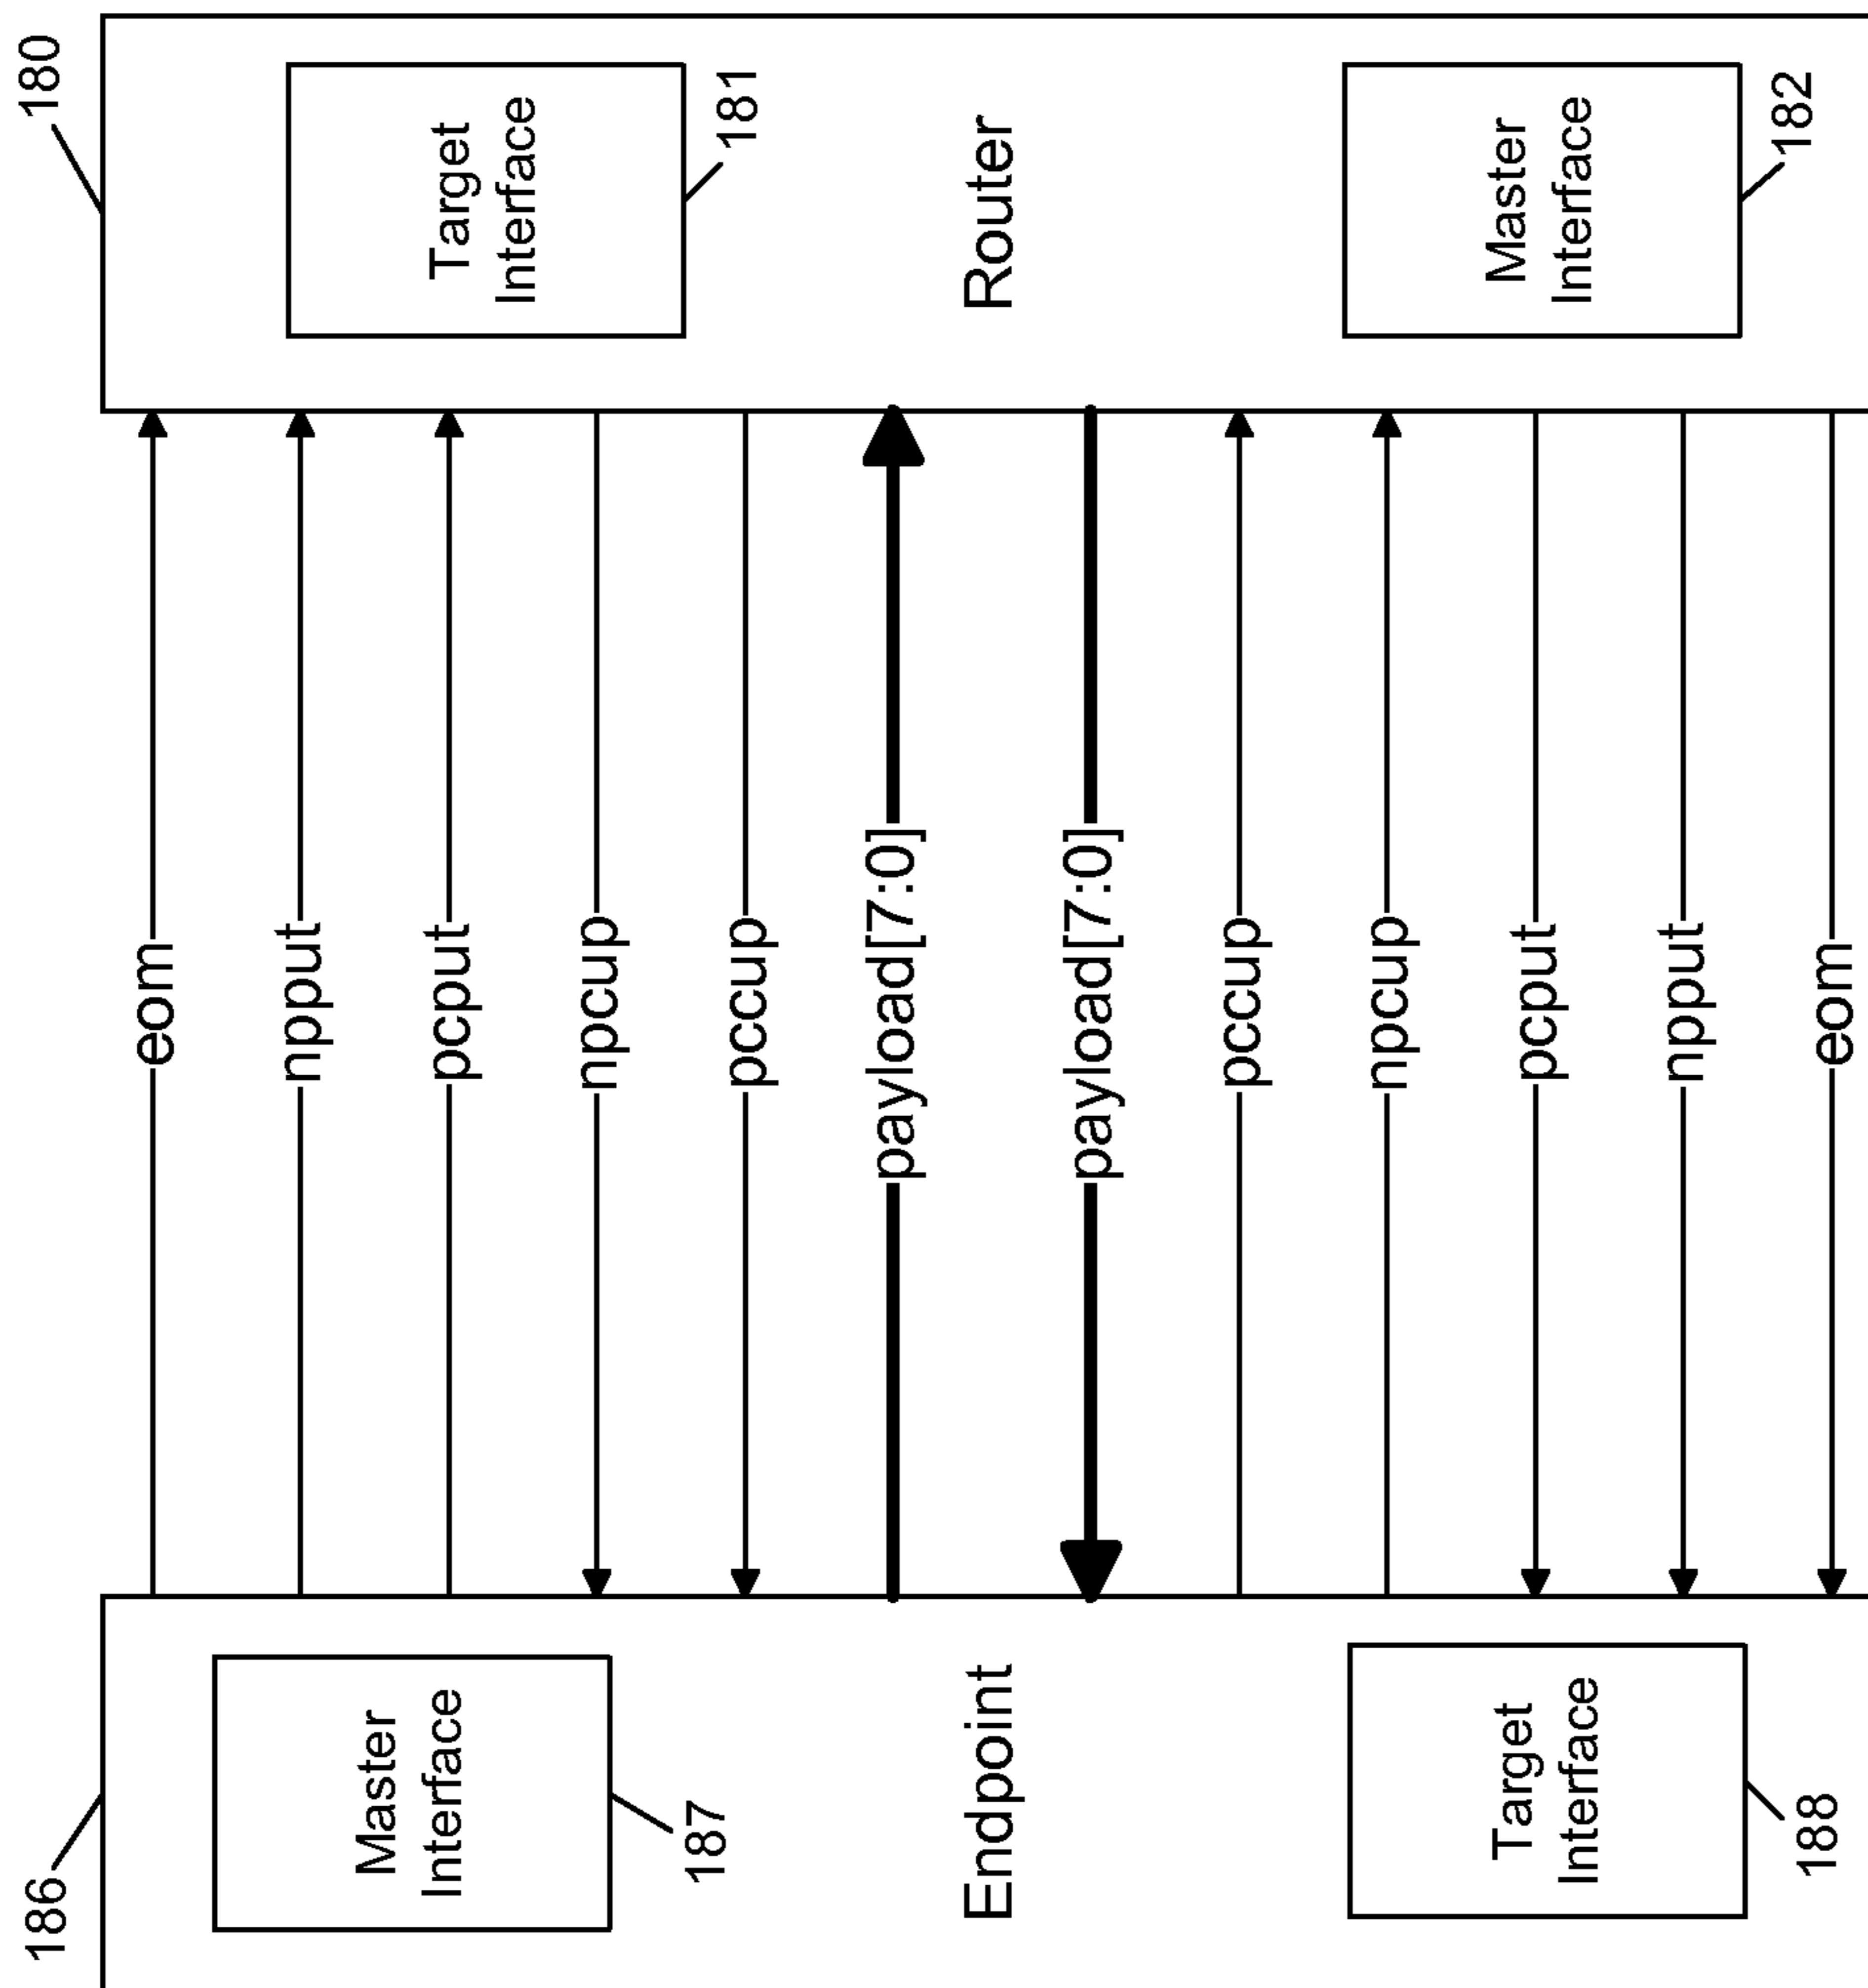 186
180
eom
npput
Master
Interface
pcput
Target
Interface
npcup
187
181
pccup
payload[7:0]
Endpoint
Router
payload[7:0]
pccup
npcup
Target
Interface
pcput
Master
Interface
npput
188
182
eom